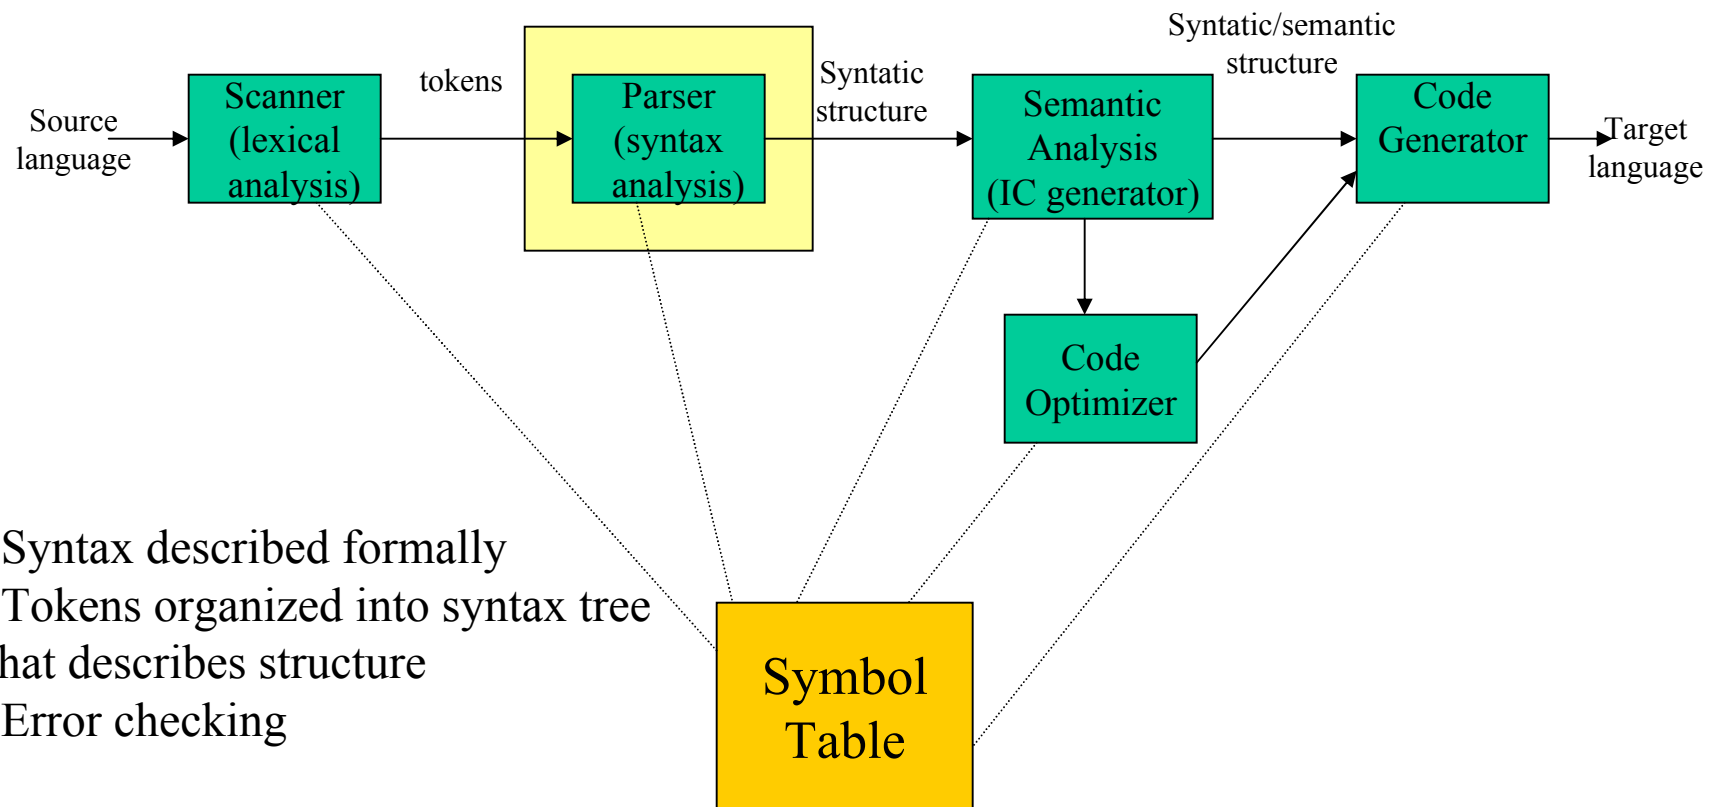 Source
language
Scanner
(lexical
analysis)
tokens
Parser
(syntax
analysis)
Syntatic
structure
Semantic
Analysis
(IC generator)
Syntatic/semantic
structure
Code
Generator
Target
language
Code
Optimizer
Syntax described formally
Tokens organized into syntax tree
hat describes structure
Error checking
Symbol
Table